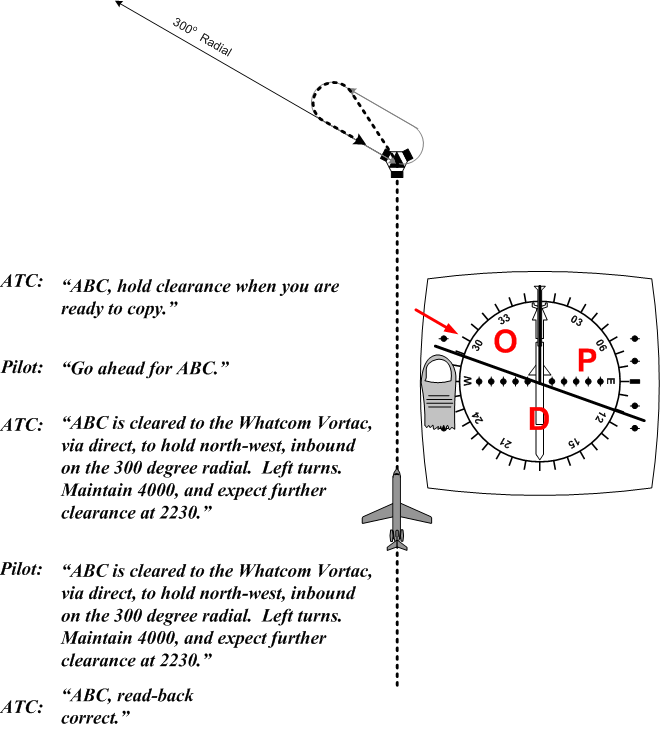 300° Radial
ATC: “ABC, hold clearance when you are
ready to copy.”
Pilot: “Go ahead for ABC.”
ATC: “ABC is cleared to the Whatcom Vortac,
via direct, to hold north-west, inbound
on the 300 degree radial.  Left turns.
Maintain 4000, and expect further
clearance at 2230.”
Pilot: “ABC is cleared to the Whatcom Vortac,
via direct, to hold north-west, inbound
on the 300 degree radial.  Left turns.
Maintain 4000, and expect further
clearance at 2230.”
ATC: “ABC, read-back
correct.”
33
03
30
O
06
P
W
E
D
24
12
21
15